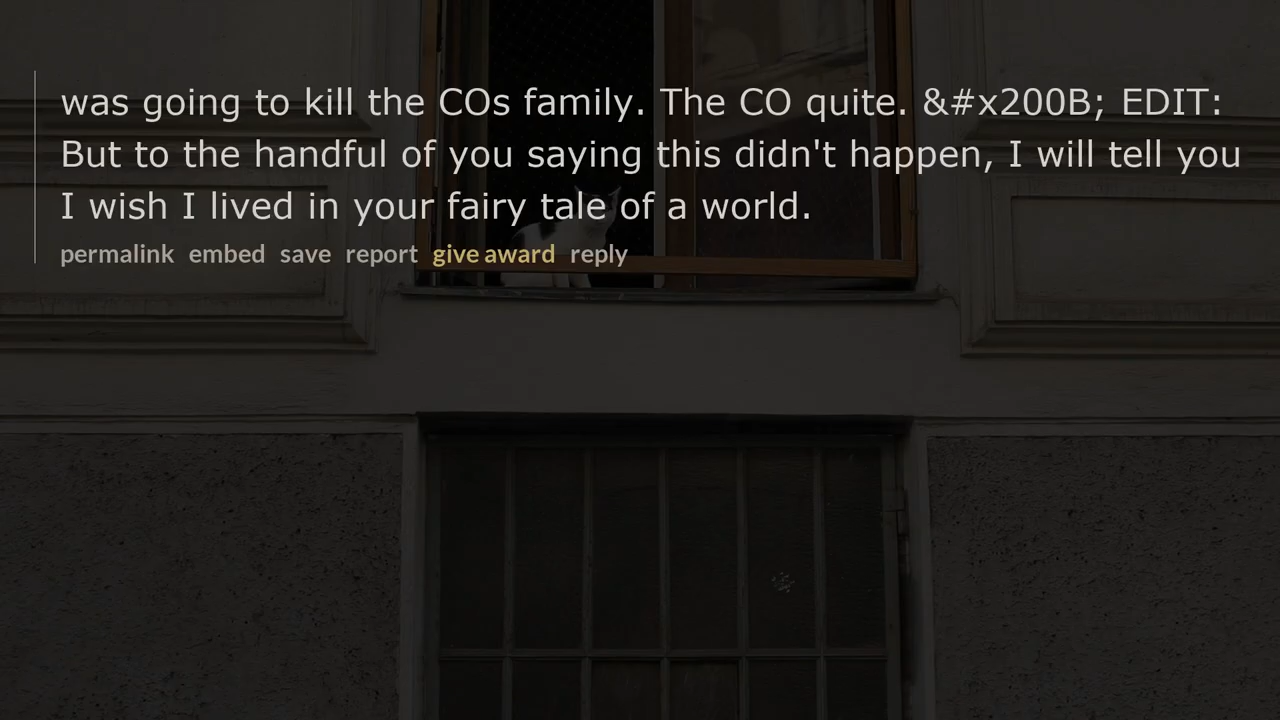 was going to kill the COs family. The CO quite. &#x200B; EDIT:
But to the handful of you saying this didn't happen, I will tell you
I wish I lived in your fairy tale of a world.
permalink embed save report give award reply